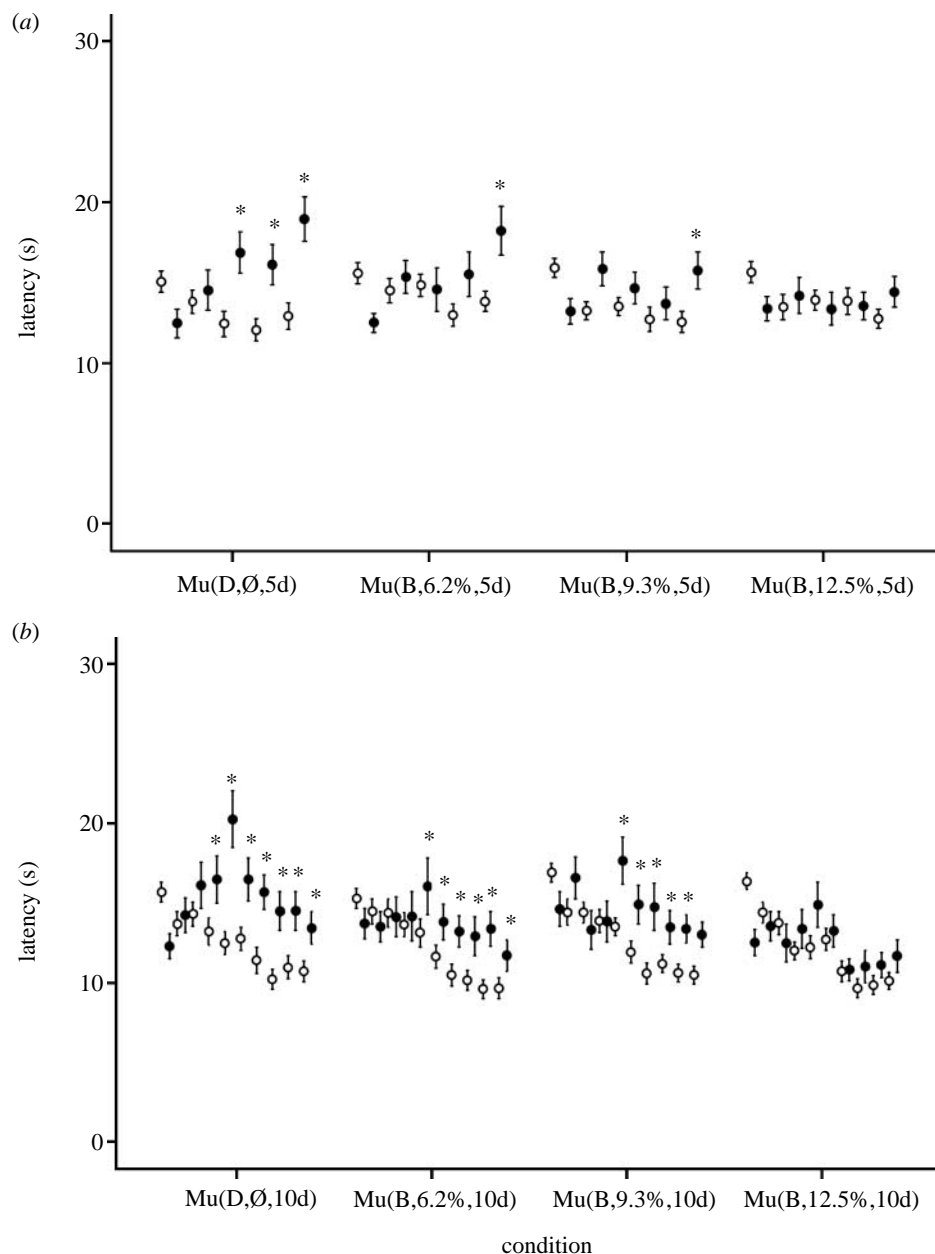 (a)
30
20
10
0
latency (s)
* * *
*
*
Mu(D,Ø,5d) Mu(B,6.2%,5d) Mu(B,9.3%,5d) Mu(B,12.5%,5d)
(b)
30
20
10
0
latency (s)
* * * * * * *
* * * * * *
* * * * *
Mu(D,Ø,10d) Mu(B,6.2%,10d) Mu(B,9.3%,10d) Mu(B,12.5%,10d)
condition